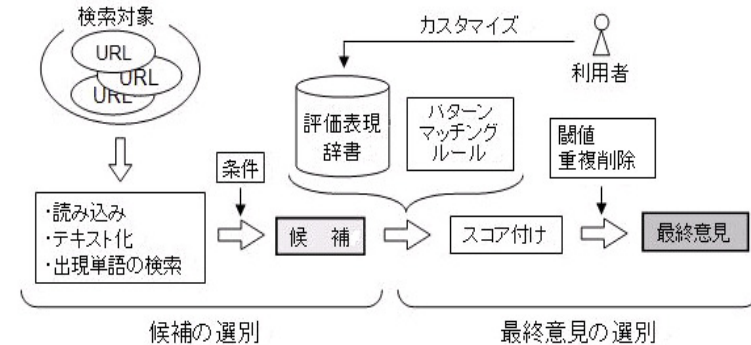 検索対象
URL
URL
URL
カスタマイズ
利用者
評価表現
辞書
パターン
マッチング
ルール
閾値
重複削除
条件
・読み込み
・テキスト化
・出現単語の検索
候 補
スコア付け
最終意見
候補の選別
最終意見の選別